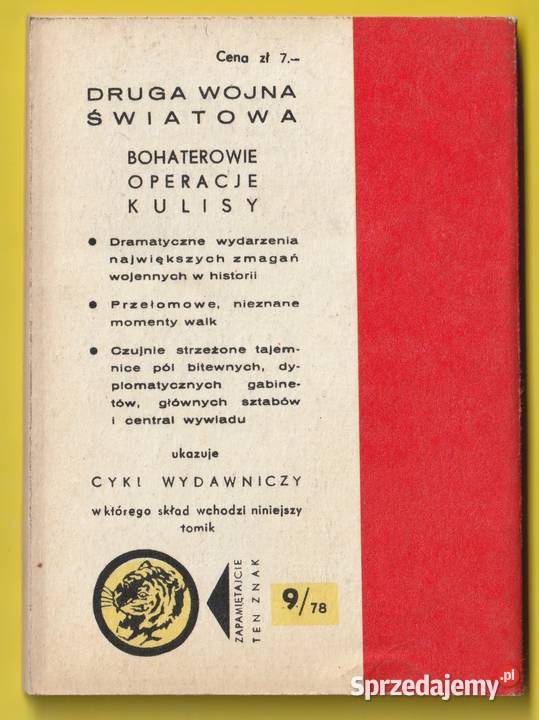 Cena zł 7.–
DRUGA WOJNA
ŚWIATOWA
BOHATEROWIE
OPERACJE
KULISY
• Dramatyczne wydarzenia
największych zmagań
wojennych w historii
• Przełomowe, nieznane
momenty walk
• Czujnie strzeżone tajem-
nice pól bitewnych, dy-
plomatycznych gabine-
tów, głównych sztabów
i central wywiadu
ukazuje
CYKL WYDAWNICZY
w którego skład wchodzi niniejszy
tomik
ZAPAMIĘTAJCIE
TEN ZNAK
9/78
Sprzedajemy.pl